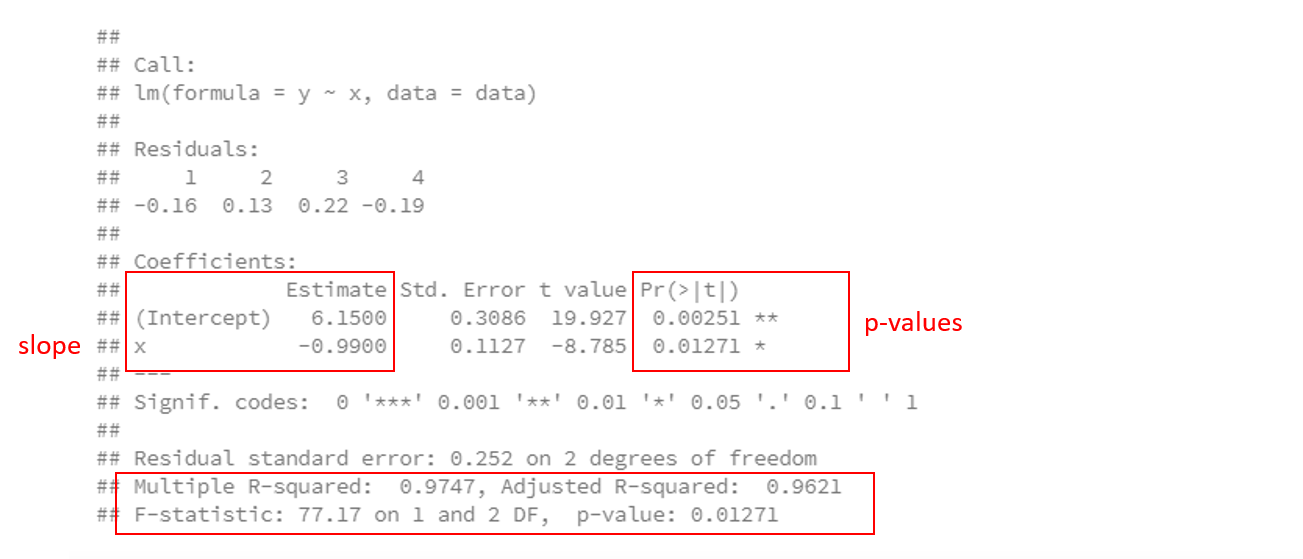 ##
## Call:
## lm(formula = y ~ x, data = data)
##
## Residuals:
##     1     2     3     4
## -0.16  0.13  0.22 -0.19
##
## Coefficients:
##             Estimate Std. Error t value Pr(>|t|)
## (Intercept)   6.1500     0.3086  19.927  0.00251 **
p-values
slope ## x            -0.9900     0.1127  -8.785  0.01271 *
## ---
## Signif. codes:  0 '***' 0.001 '**' 0.01 '*' 0.05 '.' 0.1 ' ' 1
##
## Residual standard error: 0.252 on 2 degrees of freedom
## Multiple R-squared:  0.9747, Adjusted R-squared:  0.9621
## F-statistic: 77.17 on 1 and 2 DF,  p-value: 0.01271